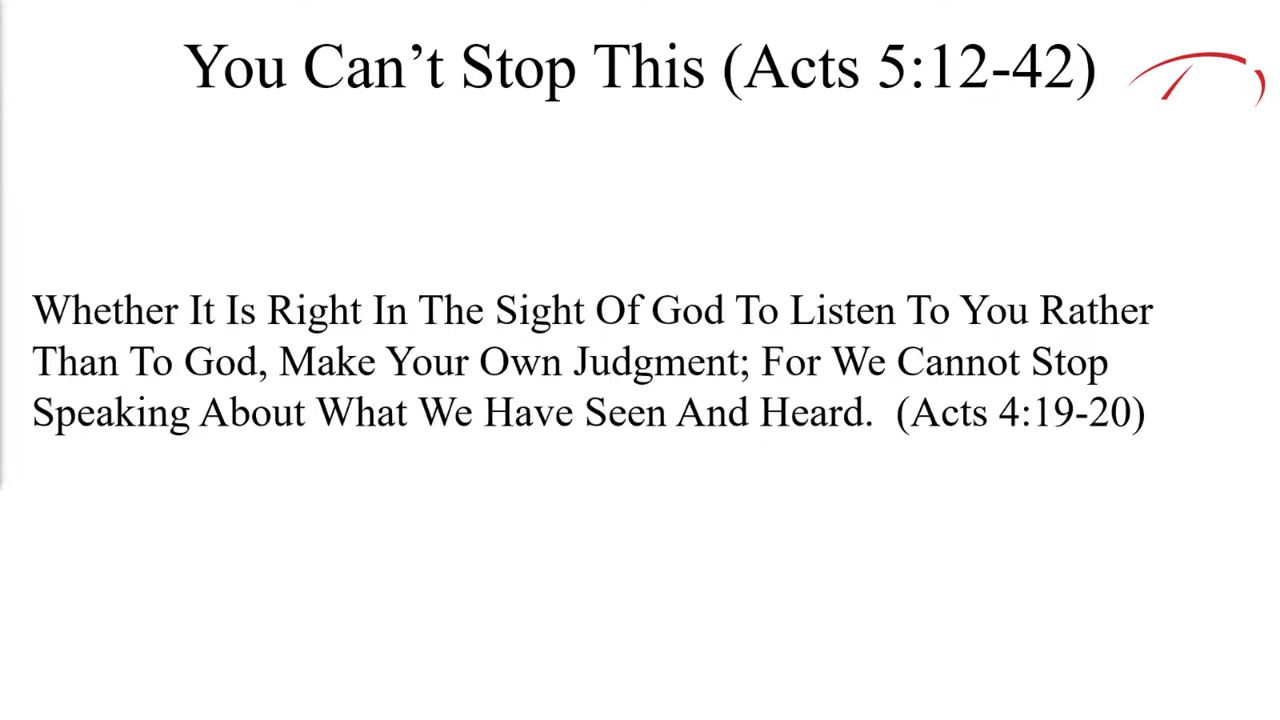 You Can’t Stop This (Acts 5:12-42)
Whether It Is Right In The Sight Of God To Listen To You Rather
Than To God, Make Your Own Judgment; For We Cannot Stop
Speaking About What We Have Seen And Heard.  (Acts 4:19-20)